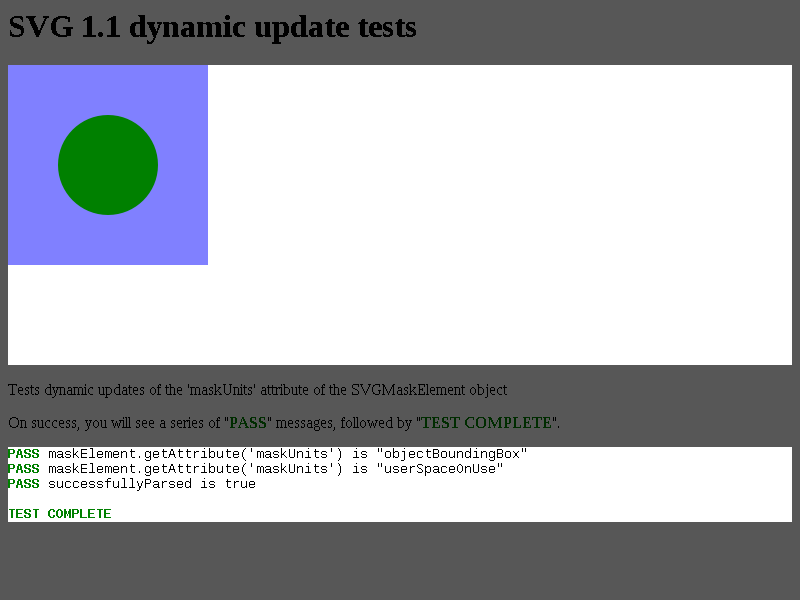 SVG 1.1 dynamic update tests
Tests dynamic updates of the 'maskUnits' attribute of the SVGMaskElement object
On success, you will see a series of "PASS" messages, followed by "TEST COMPLETE".
PASS maskElement.getAttribute('maskUnits') is "objectBoundingBox"
PASS maskElement.getAttribute('maskUnits') is "userSpaceOnUse"
PASS successfullyParsed is true
TEST COMPLETE